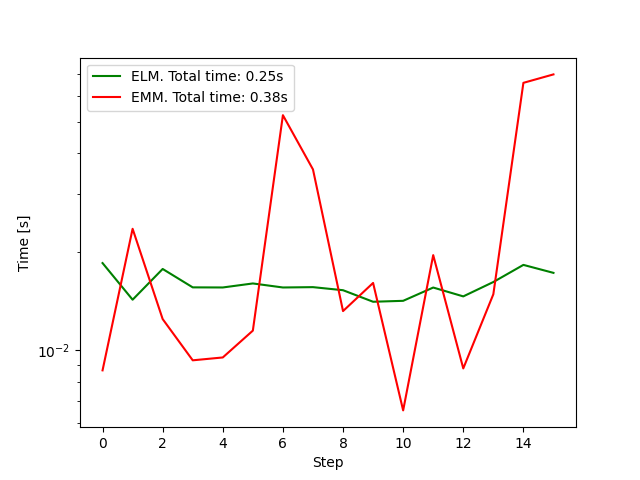 ELM. Total time: 0.25s
EMM. Total time: 0.38s
Time [s]
10⁻²
0 2 4 6 8 10 12 14
Step